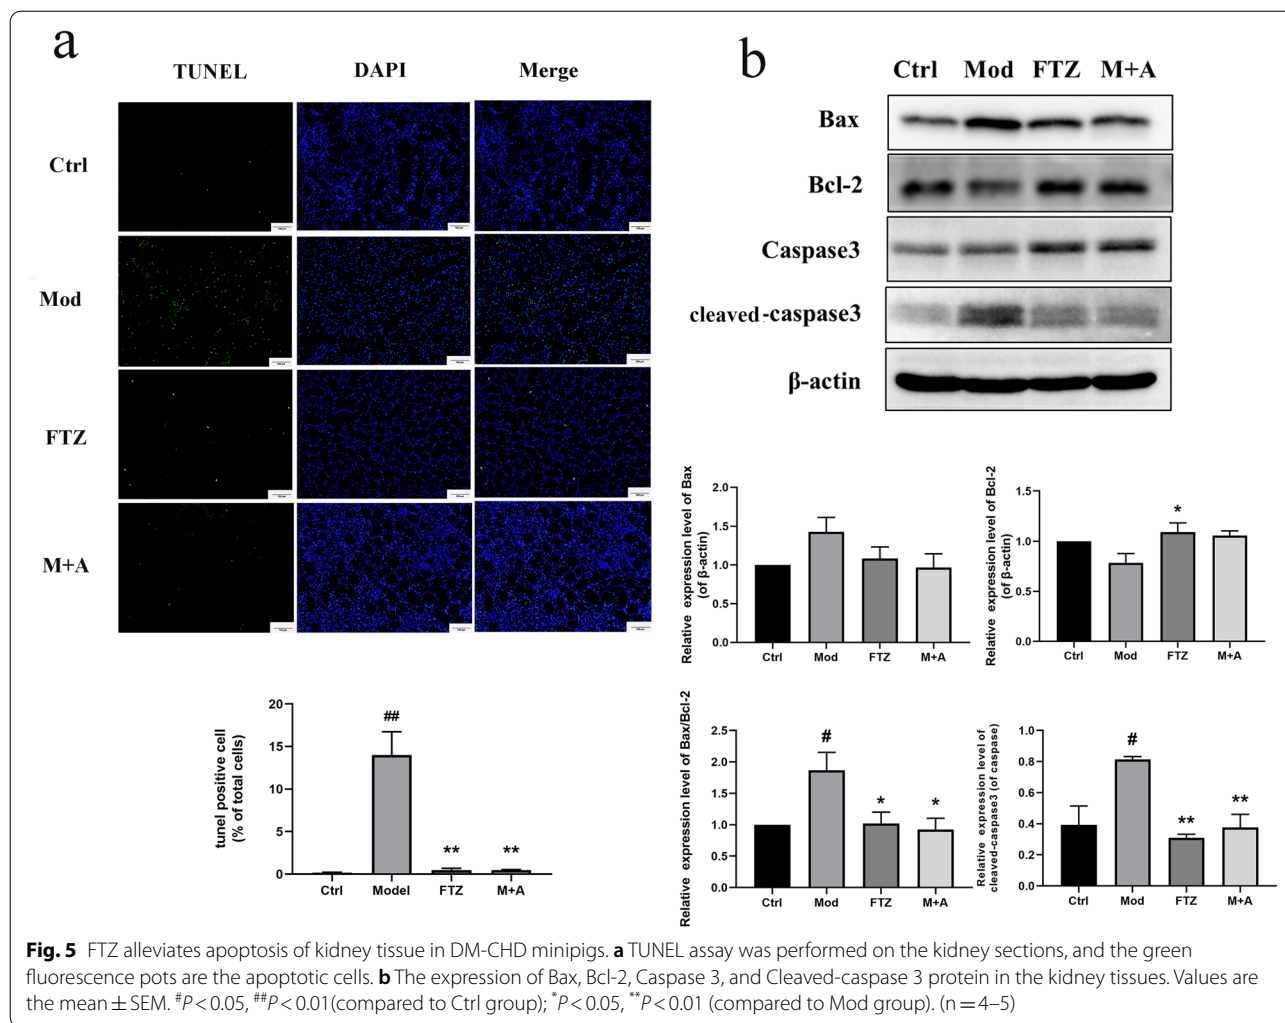 a
TUNEL DAPI Merge
Ctrl
Mod
FTZ
M+A
tunel positive cell
(% of total cells)
20
15
10
5
0
##
**
**
Ctrl Model FTZ M+A
b
Ctrl Mod FTZ M+A
Bax
Bcl-2
Caspase3
cleaved-caspase3
β-actin
Relative expression level of Bax
(of β-actin)
2.0
1.5
1.0
0.5
0.0
Ctrl Mod FTZ M+A
Relative expression level of Bcl-2
(of β-actin)
1.5
1.0
0.5
0.0
*
Ctrl Mod FTZ M+A
Relative expression level of Bax/Bcl-2
2.5
2.0
1.5
1.0
0.5
0.0
#
*
*
Ctrl Mod FTZ M+A
Relative expression level of
cleaved-caspase3 (of caspase)
1.0
0.8
0.6
0.4
0.2
0.0
#
**
**
Ctrl Mod FTZ M+A
Fig. 5 FTZ alleviates apoptosis of kidney tissue in DM-CHD minipigs. a TUNEL assay was performed on the kidney sections, and the green
fluorescence pots are the apoptotic cells. b The expression of Bax, Bcl-2, Caspase 3, and Cleaved-caspase 3 protein in the kidney tissues. Values are
the mean ± SEM. #P < 0.05, ##P < 0.01(compared to Ctrl group); *P < 0.05, **P < 0.01 (compared to Mod group). (n = 4–5)